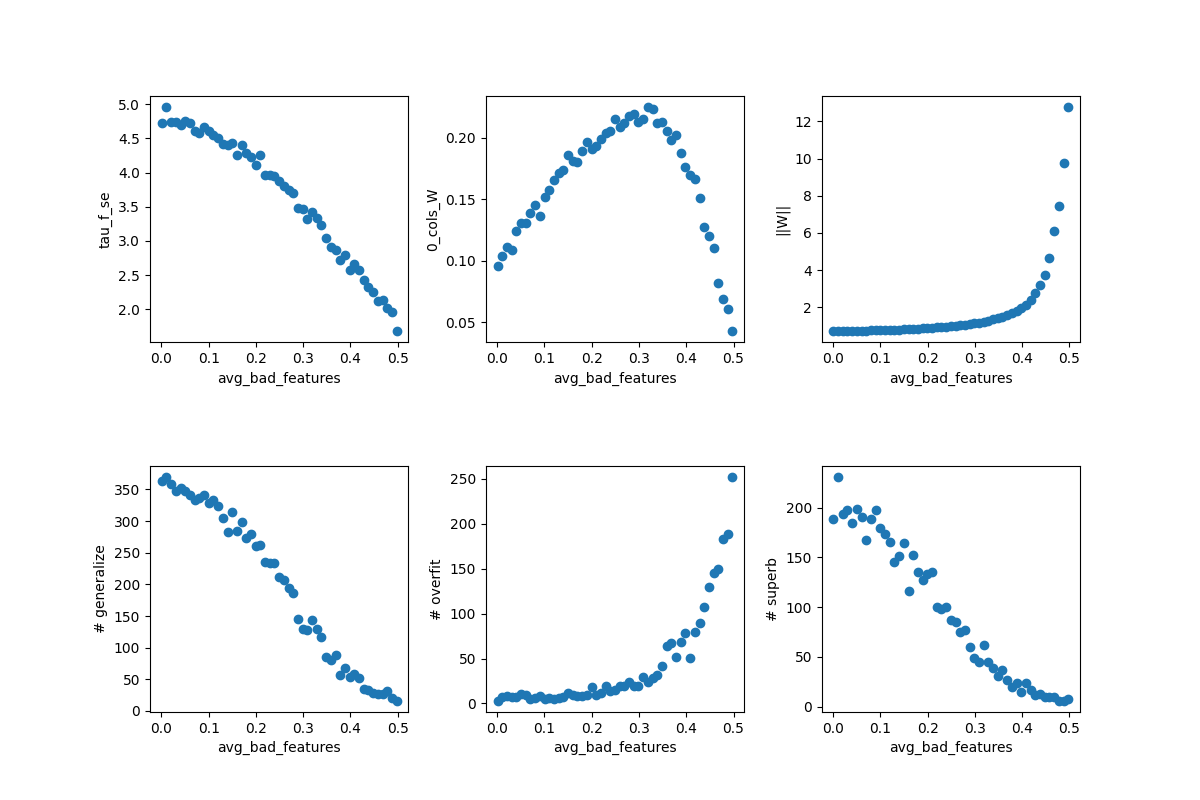 5.0
4.5
4.0
3.5
3.0
2.5
2.0
tau_f_se
0.0 0.1 0.2 0.3 0.4 0.5
avg_bad_features
0.20
0.15
0.10
0.05
0_cols_W
0.0 0.1 0.2 0.3 0.4 0.5
avg_bad_features
12
10
8
6
4
2
||W||
0.0 0.1 0.2 0.3 0.4 0.5
avg_bad_features
350
300
250
200
150
100
50
0
# generalize
0.0 0.1 0.2 0.3 0.4 0.5
avg_bad_features
250
200
150
100
50
0
# overfit
0.0 0.1 0.2 0.3 0.4 0.5
avg_bad_features
200
150
100
50
0
# superb
0.0 0.1 0.2 0.3 0.4 0.5
avg_bad_features